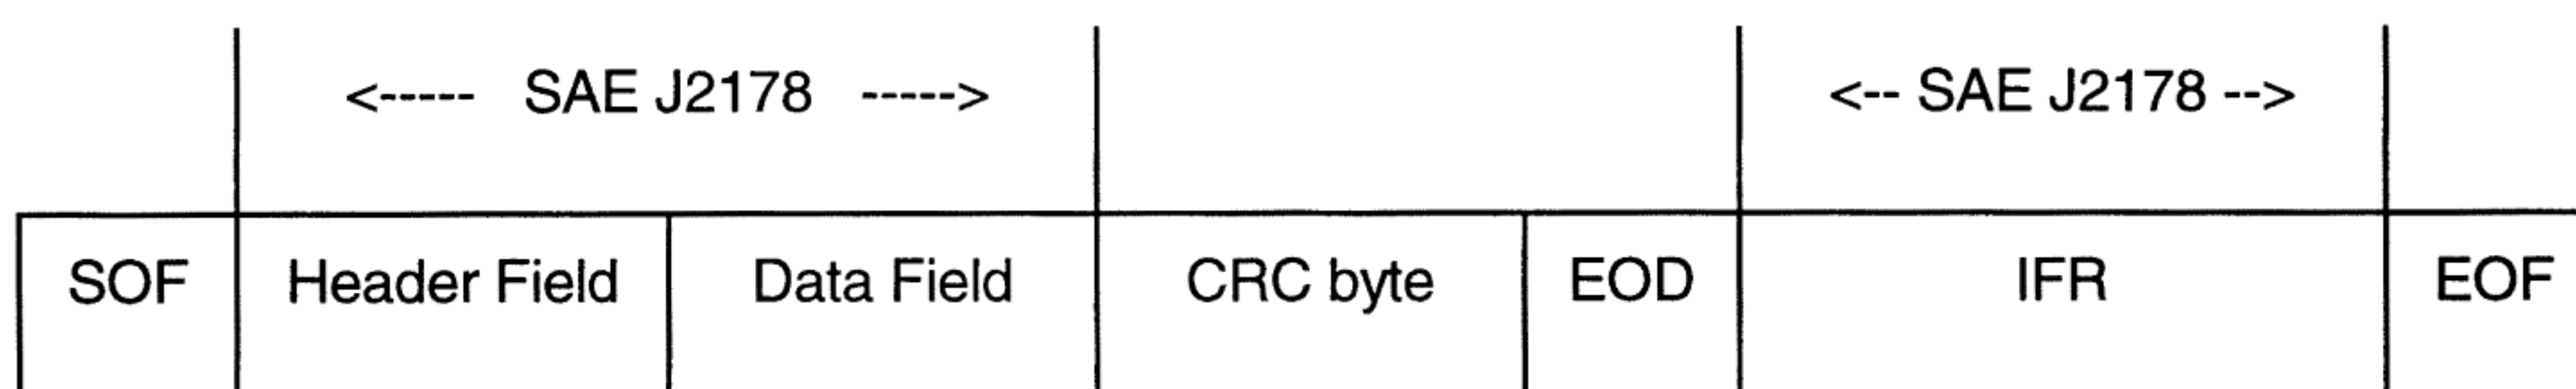 <----- SAE J2178 -----> <-- SAE J2178 -->
SOF Header Field Data Field CRC byte EOD IFR EOF